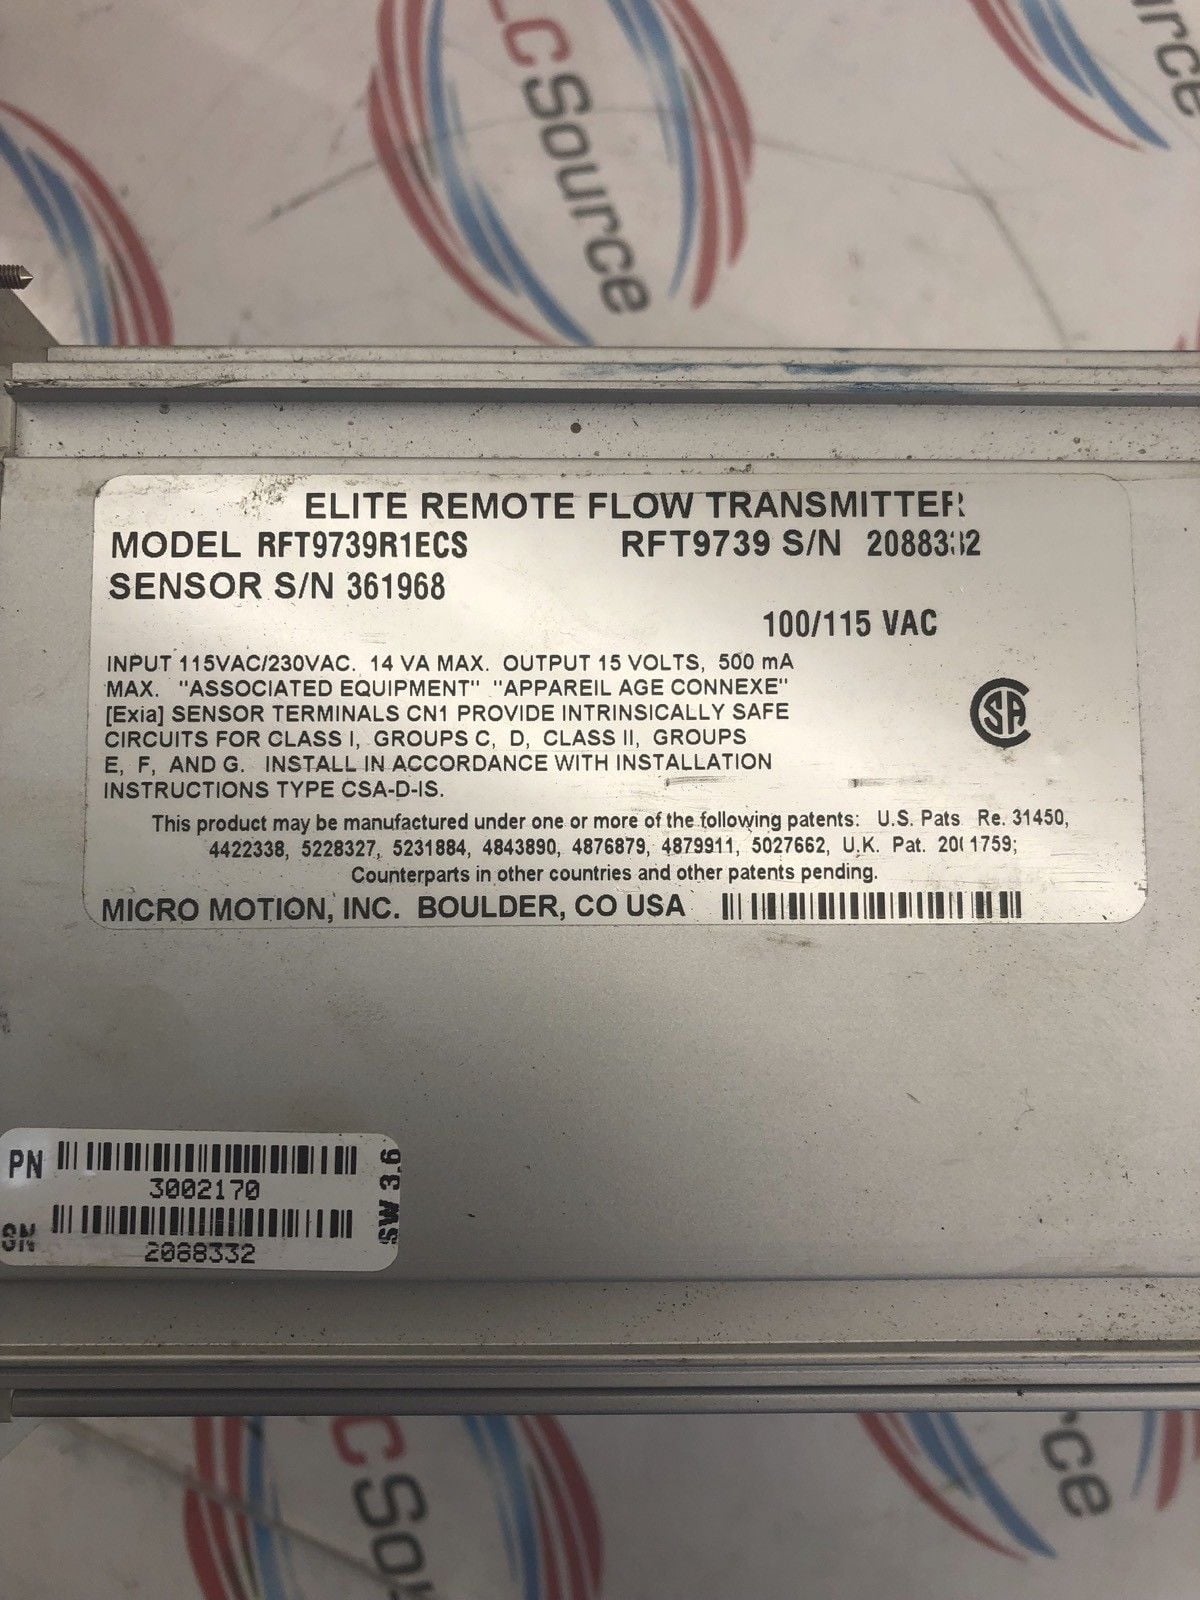 CSource
ELITE REMOTE FLOW TRANSMITTER
MODEL RFT9739R1ECS RFT9739 S/N 2088332
SENSOR S/N 361968
100/115 VAC
INPUT 115VAC/230VAC. 14 VA MAX. OUTPUT 15 VOLTS, 500 mA
MAX. "ASSOCIATED EQUIPMENT" "APPAREIL AGE CONNEXE"
[Exia] SENSOR TERMINALS CN1 PROVIDE INTRINSICALLY SAFE
CIRCUITS FOR CLASS I, GROUPS C, D, CLASS II, GROUPS
E, F, AND G. INSTALL IN ACCORDANCE WITH INSTALLATION
INSTRUCTIONS TYPE CSA-D-IS.
This product may be manufactured under one or more of the following patents: U.S. Pats. Re. 31450,
4422338, 5228327, 5231884, 4843890, 4876879, 4879911, 5027662, U.K. Pat.
Counterparts in other countries and other patents pending.
MICRO MOTION, INC. BOULDER, CO USA
PN
3002170
SN
2088332
SW 3.6
CSou
rce